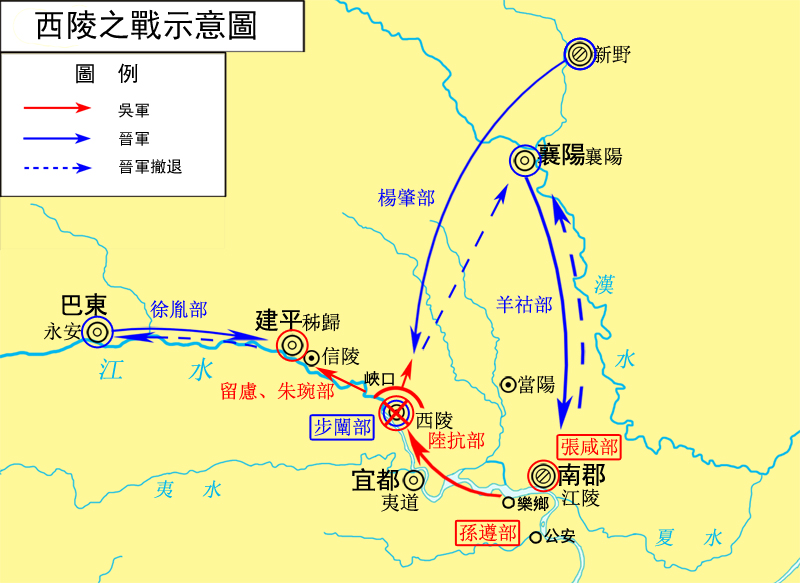 西陵之戰示意圖
圖 例
吳軍
晉軍
晉軍撤退
新野
襄陽 襄陽
楊肇部
羊祜部
漢
水
巴東
永安
徐胤部
建平 秭歸
信陵
江 水
留慮、朱琬部
峽口
當陽
步闡部
西陵
陸抗部
張咸部
宜都
夷道
南郡
江陵
樂鄉
夷 水
孫遵部
公安
夏 水